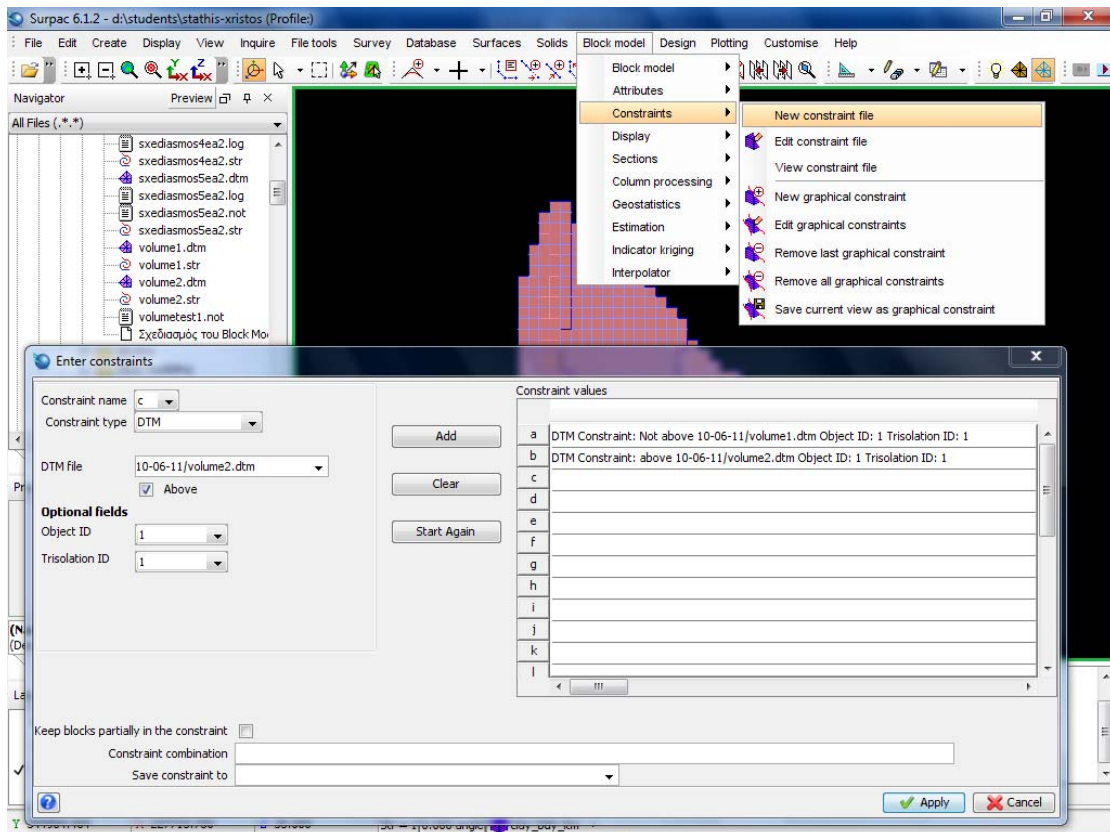 Surpac 6.1.2 - d:\students\stathis-xristos (Profile:)
File Edit Create Display View Inquire File tools Survey Database Surfaces Solids Block model Design Plotting Customise Help
Navigator Preview
All Files (.*.*)
sxediasmos4ea2.log
sxediasmos4ea2.str
sxediasmos5ea2.dtm
sxediasmos5ea2.log
sxediasmos5ea2.not
sxediasmos5ea2.str
volume1.dtm
volume1.str
volume2.dtm
volume2.str
volumetest1.not
Σχεδιασμός του Block Mo
Block model
Attributes
Constraints
Display
Sections
Column processing
Geostatistics
Estimation
Indicator kriging
Interpolator
New constraint file
Edit constraint file
View constraint file
New graphical constraint
Edit graphical constraints
Remove last graphical constraint
Remove all graphical constraints
Save current view as graphical constraint
Enter constraints
Constraint name c
Constraint type DTM
DTM file 10-06-11/volume2.dtm
Above
Optional fields
Object ID 1
Trisolation ID 1
Add
Clear
Start Again
Constraint values
a DTM Constraint: Not above 10-06-11/volume1.dtm Object ID: 1 Trisolation ID: 1
b DTM Constraint: above 10-06-11/volume2.dtm Object ID: 1 Trisolation ID: 1
c
d
e
f
g
h
i
j
k
l
Keep blocks partially in the constraint
Constraint combination
Save constraint to
Apply Cancel
Pr
(De
La